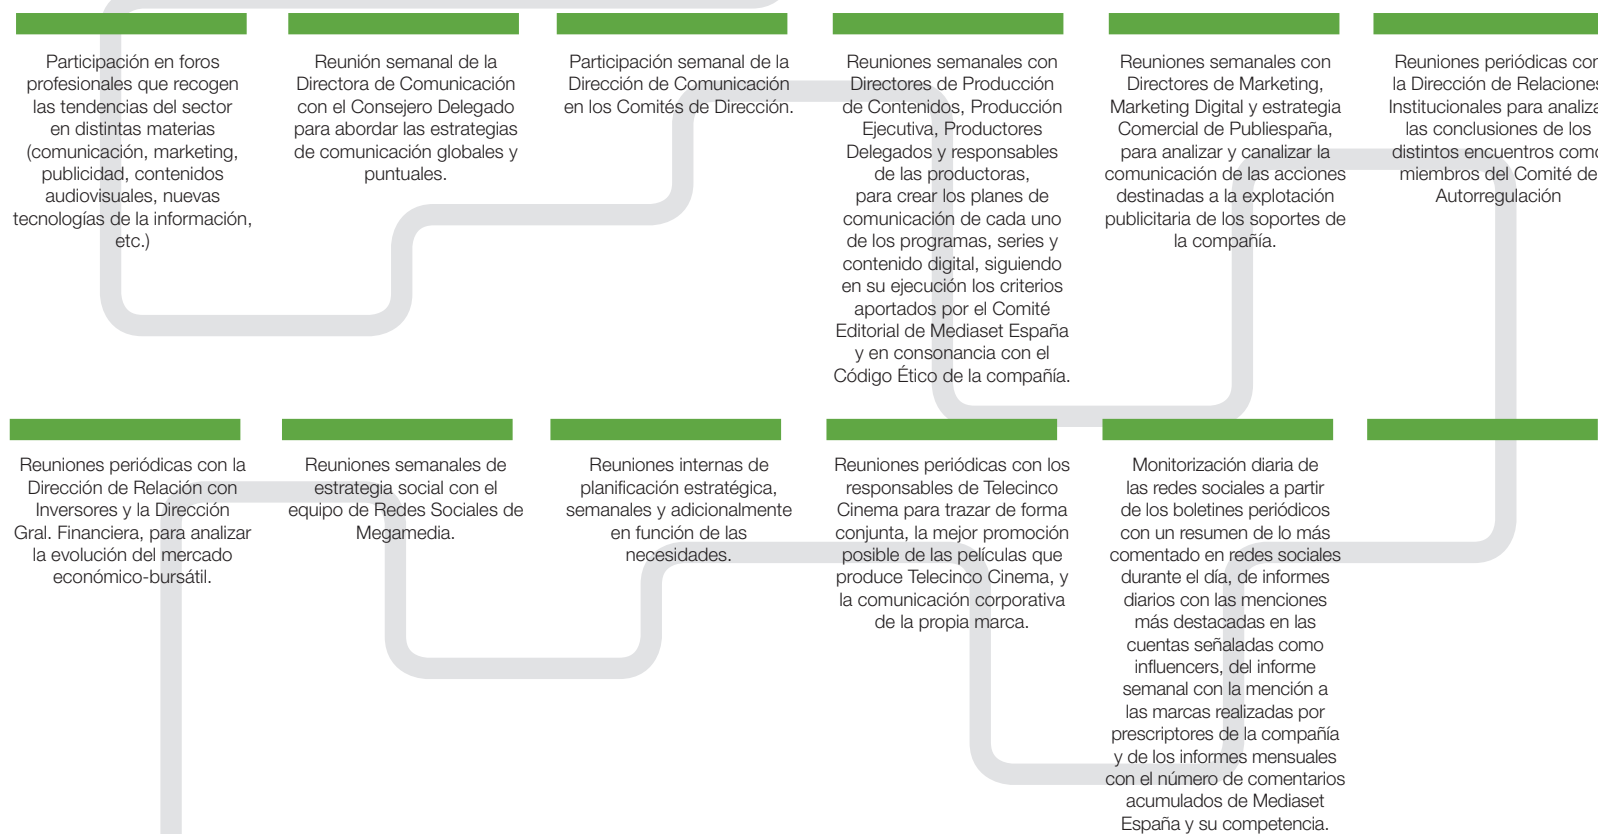 Participación en foros
profesionales que recogen
las tendencias del sector
en distintas materias
(comunicación, marketing,
publicidad, contenidos
audiovisuales, nuevas
tecnologías de la información,
etc.)
Reunión semanal de la
Directora de Comunicación
con el Consejero Delegado
para abordar las estrategias
de comunicación globales y
puntuales.
Participación semanal de la
Dirección de Comunicación
en los Comités de Dirección.
Reuniones semanales con
Directores de Producción
de Contenidos, Producción
Ejecutiva, Productores
Delegados y responsables
de las productoras,
para crear los planes de
comunicación de cada uno
de los programas, series y
contenido digital, siguiendo
en su ejecución los criterios
aportados por el Comité
Editorial de Mediaset España
y en consonancia con el
Código Ético de la compañía.
Reuniones semanales con
Directores de Marketing,
Marketing Digital y estrategia
Comercial de Publiespaña,
para analizar y canalizar la
comunicación de las acciones
destinadas a la explotación
publicitaria de los soportes de
la compañía.
Reuniones periódicas con
la Dirección de Relaciones
Institucionales para analiza
las conclusiones de los
distintos encuentros como
miembros del Comité de
Autorregulación
Reuniones periódicas con la
Dirección de Relación con
Inversores y la Dirección
Gral. Financiera, para analizar
la evolución del mercado
económico-bursátil.
Reuniones semanales de
estrategia social con el
equipo de Redes Sociales de
Megamedia.
Reuniones internas de
planificación estratégica,
semanales y adicionalmente
en función de las
necesidades.
Reuniones periódicas con los
responsables de Telecinco
Cinema para trazar de forma
conjunta, la mejor promoción
posible de las películas que
produce Telecinco Cinema, y
la comunicación corporativa
de la propia marca.
Monitorización diaria de
las redes sociales a partir
de los boletines periódicos
con un resumen de lo más
comentado en redes sociales
durante el día, de informes
diarios con las menciones
más destacadas en las
cuentas señaladas como
influencers, del informe
semanal con la mención a
las marcas realizadas por
prescriptores de la compañía
y de los informes mensuales
con el número de comentarios
acumulados de Mediaset
España y su competencia.